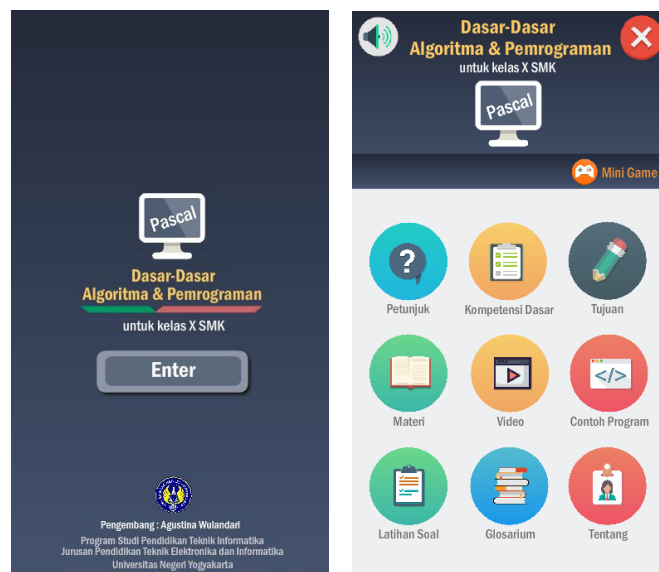 Pascal
Dasar-Dasar
Algoritma & Pemrograman
untuk kelas X SMK
Enter
Pengembang : Agustina Wulandari
Program Studi Pendidikan Teknik Informatika
Jurusan Pendidikan Teknik Elektronika dan Informatika
Universitas Negeri Yogyakarta
Dasar-Dasar
Algoritma & Pemrograman
untuk kelas X SMK
Pascal
Mini Game
?
Petunjuk
Kompetensi Dasar
Tujuan
</>
Materi
Video
Contoh Program
Latihan Soal
Glosarium
Tentang